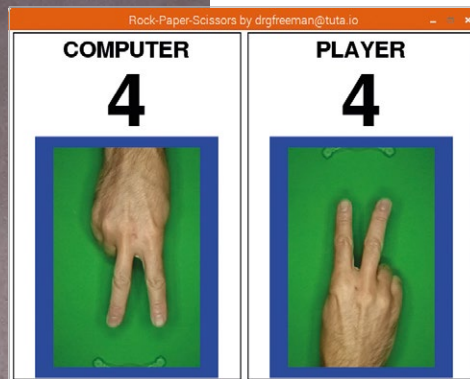 Rock-Paper-Scissors by drgfreeman@tuta.io
COMPUTER
PLAYER
4
4